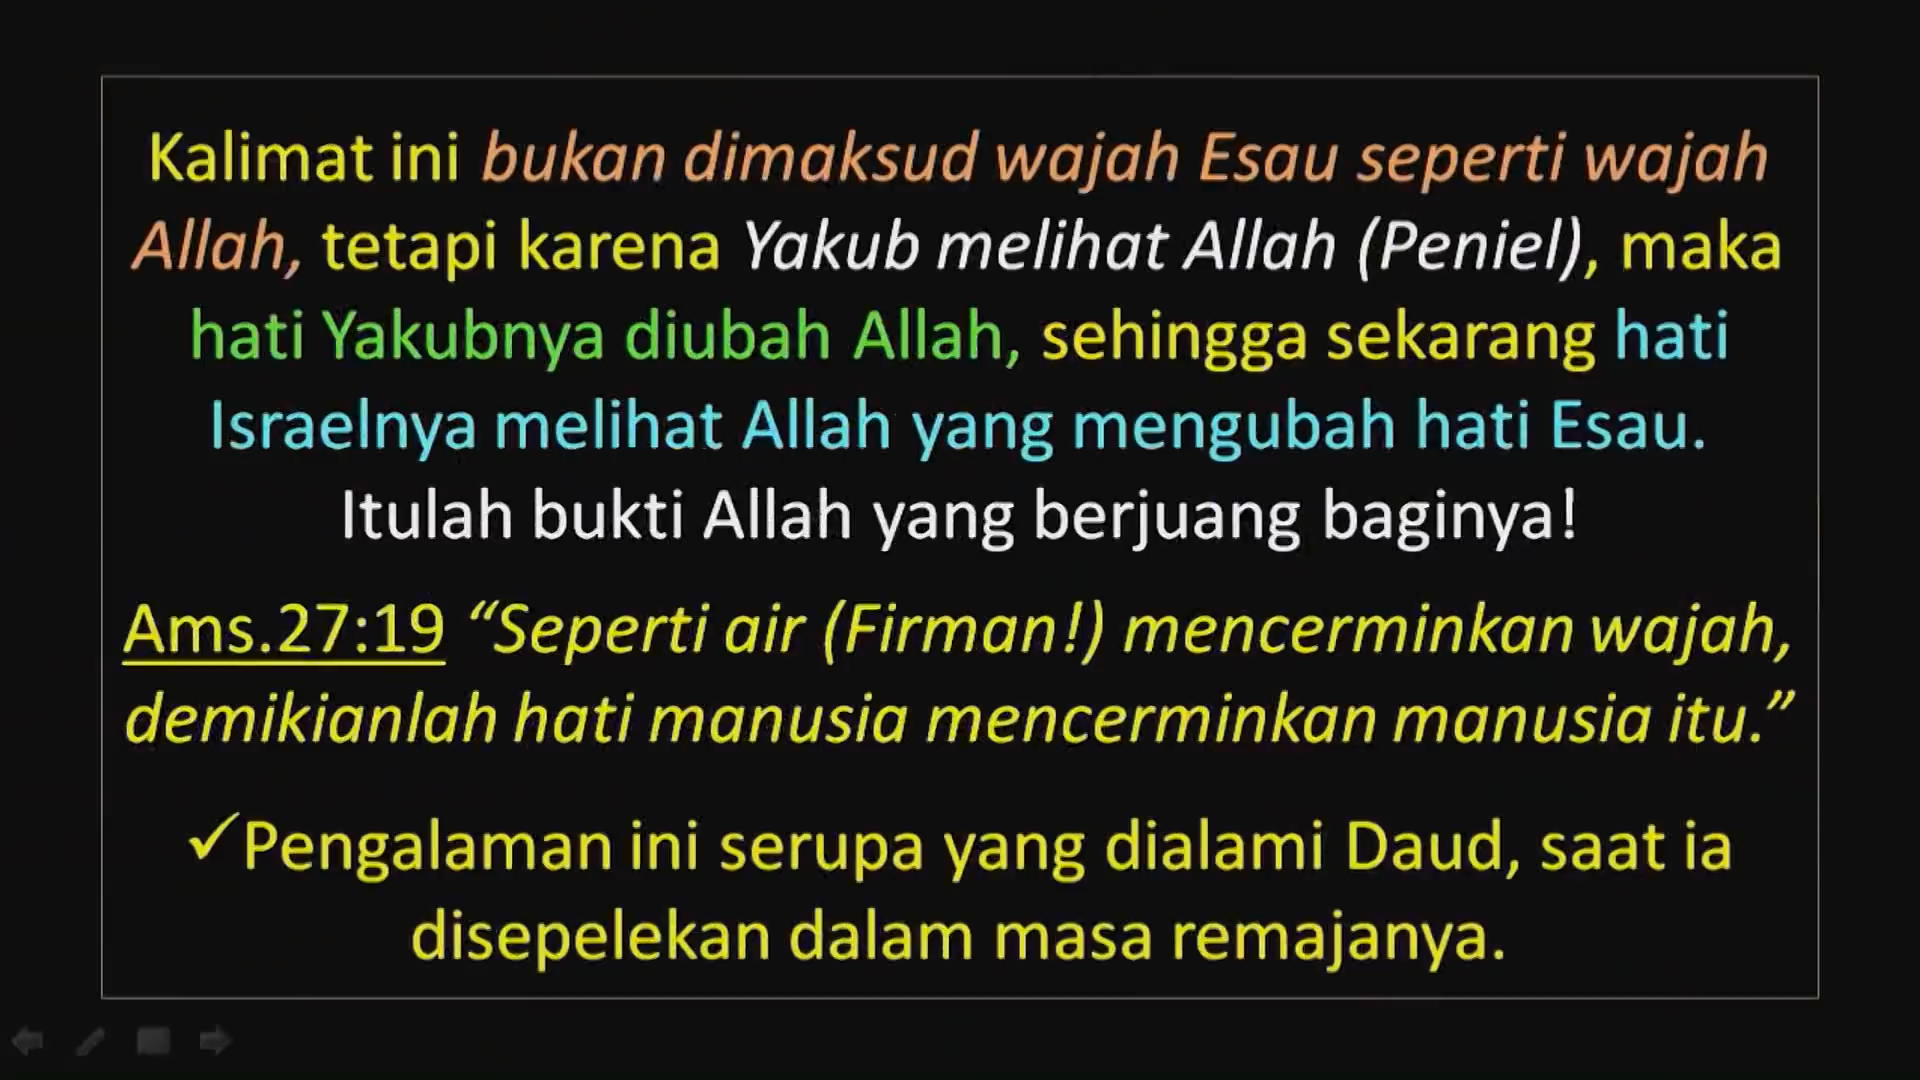 Kalimat ini bukan dimaksud wajah Esau seperti wajah
Allah, tetapi karena Yakub melihat Allah (Peniel), maka
hati Yakubnya diubah Allah, sehingga sekarang hati
Israelnya melihat Allah yang mengubah hati Esau.
Itulah bukti Allah yang berjuang baginya!
Ams.27:19 “Seperti air (Firman!) mencerminkan wajah,
demikianlah hati manusia mencerminkan manusia itu.”
✓Pengalaman ini serupa yang dialami Daud, saat ia
disepelekan dalam masa remajanya.